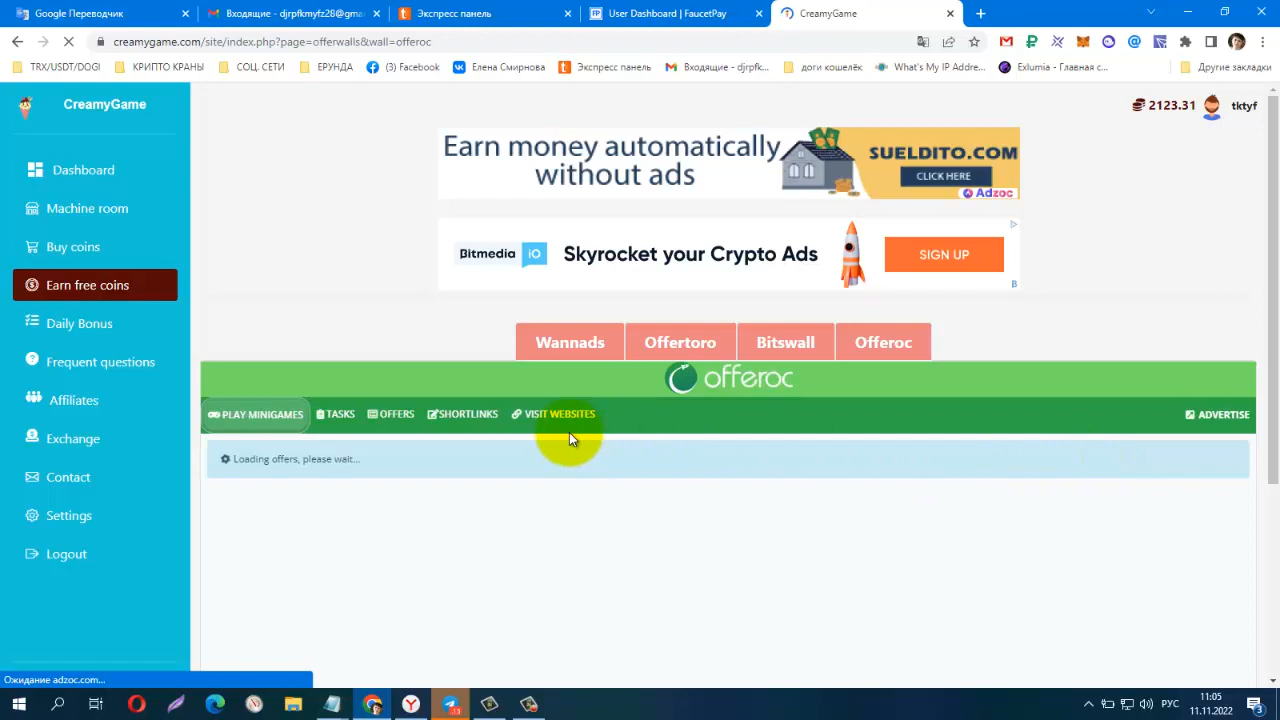 Google Переводчик
Входящие - djrpfkmyfz28@gma
Экспресс панель
User Dashboard | FaucetPay
CreamyGame
creamygame.com/site/index.php?page=offerwalls&wall=offeroc
TRX/USDT/DOGI
КРИПТО КРАНЫ
СОЦ. СЕТИ
ЕРУНДА
(3) Facebook
Елена Смирнова
Экспресс панель
Входящие - djrpfk...
доги кошелёк
What's My IP Addre...
Exlumia - Главная с...
Другие закладки
CreamyGame
2123.31
tktyf
Dashboard
Machine room
Buy coins
Earn free coins
Daily Bonus
Frequent questions
Affiliates
Exchange
Contact
Settings
Logout
Earn money automatically
without ads
SUELDITO.COM
CLICK HERE
Adzoc
Bitmedia IO
Skyrocket your Crypto Ads
SIGN UP
B
Wannads
Offertoro
Bitswall
Offeroc
offeroc
PLAY MINIGAMES
TASKS
OFFERS
SHORTLINKS
VISIT WEBSITES
ADVERTISE
Loading offers, please wait...
Ожидание adzoc.com...
РУС
11:05
11.11.2022
3